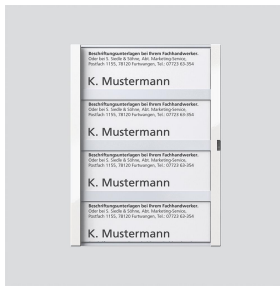 Beschriftungsunterlagen bei Ihrem Fachhandwerker.
Oder bei S. Siedle & Söhne, Abt. Marketing-Service,
Postfach 1155, 78120 Furtwangen, Tel.: 07723 63-354
K. Mustermann
Beschriftungsunterlagen bei Ihrem Fachhandwerker.
Oder bei S. Siedle & Söhne, Abt. Marketing-Service,
Postfach 1155, 78120 Furtwangen, Tel.: 07723 63-354
K. Mustermann
Beschriftungsunterlagen bei Ihrem Fachhandwerker.
Oder bei S. Siedle & Söhne, Abt. Marketing-Service,
Postfach 1155, 78120 Furtwangen, Tel.: 07723 63-354
K. Mustermann
Beschriftungsunterlagen bei Ihrem Fachhandwerker.
Oder bei S. Siedle & Söhne, Abt. Marketing-Service,
Postfach 1155, 78120 Furtwangen, Tel.: 07723 63-354
K. Mustermann